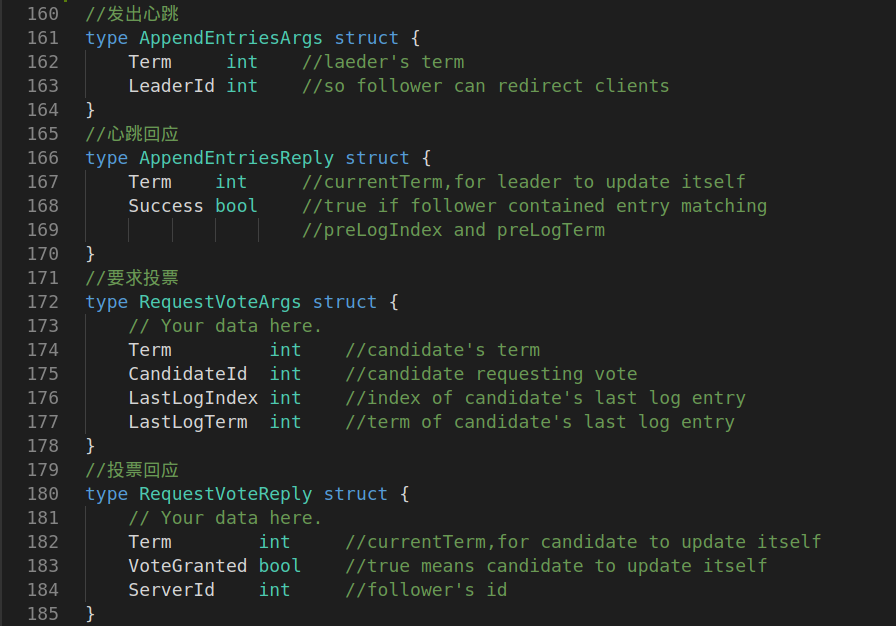 160 //发出心跳
161 type AppendEntriesArgs struct {
162     Term     int    //laeder's term
163     LeaderId int    //so follower can redirect clients
164 }
165 //心跳回应
166 type AppendEntriesReply struct {
167     Term    int     //currentTerm,for leader to update itself
168     Success bool    //true if follower contained entry matching
169                     //preLogIndex and preLogTerm
170 }
171 //要求投票
172 type RequestVoteArgs struct {
173     // Your data here.
174     Term         int    //candidate's term
175     CandidateId  int    //candidate requesting vote
176     LastLogIndex int    //index of candidate's last log entry
177     LastLogTerm  int    //term of candidate's last log entry
178 }
179 //投票回应
180 type RequestVoteReply struct {
181     // Your data here.
182     Term        int     //currentTerm,for candidate to update itself
183     VoteGranted bool    //true means candidate to update itself
184     ServerId    int     //follower's id
185 }